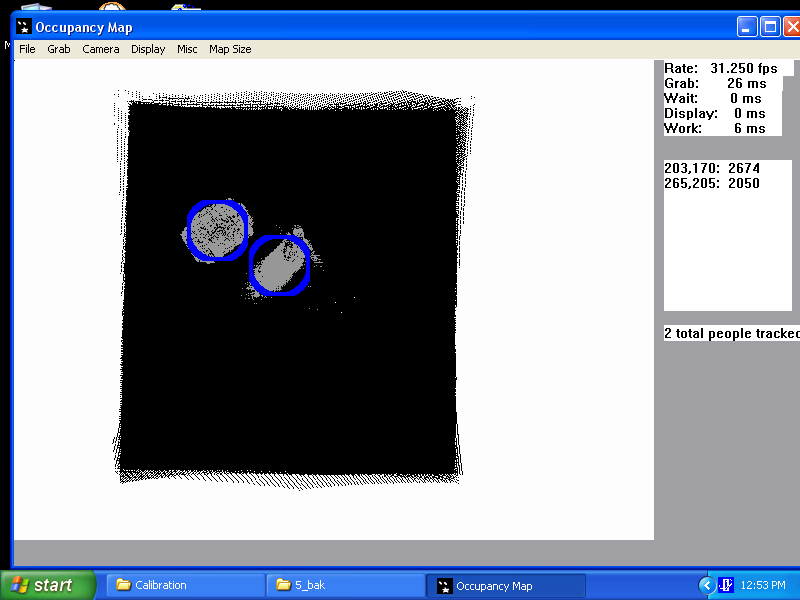 Occupancy Map
File Grab Camera Display Misc Map Size
Rate: 31.250 fps
Grab: 26 ms
Wait: 0 ms
Display: 0 ms
Work: 6 ms
203,170: 2674
265,205: 2050
2 total people tracked
start Calibration 5_bak Occupancy Map 12:53 PM